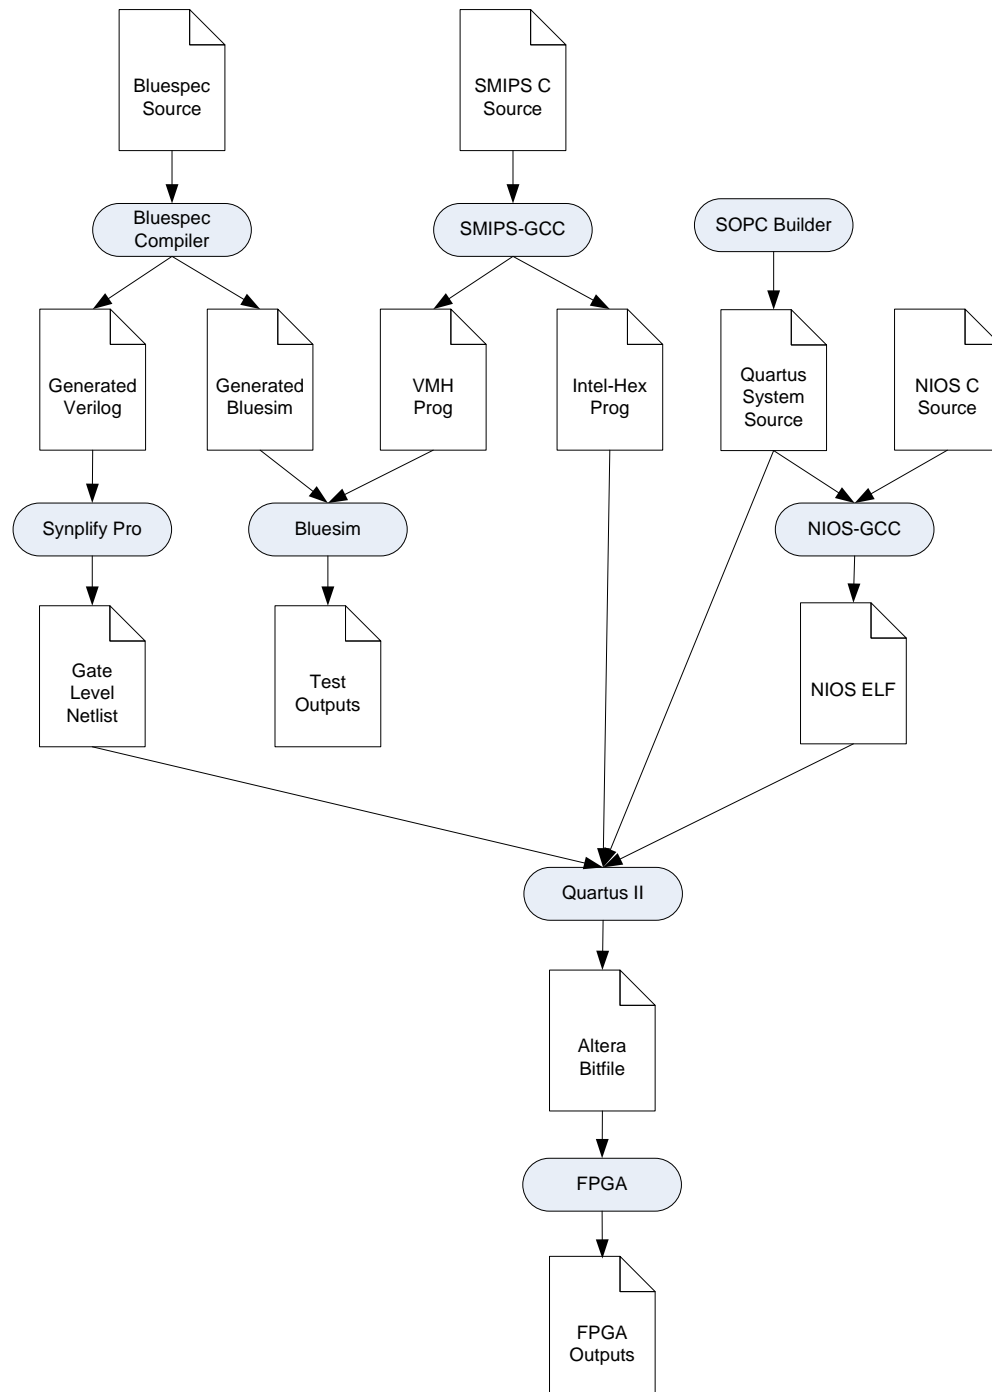 Bluespec
Source
SMIPS C
Source
Bluespec
Compiler
SMIPS-GCC
SOPC Builder
Generated
Verilog
Generated
Bluesim
VMH
Prog
Intel-Hex
Prog
Quartus
System
Source
NIOS C
Source
Synplify Pro
Bluesim
NIOS-GCC
Gate
Level
Netlist
Test
Outputs
NIOS ELF
Quartus II
Altera
Bitfile
FPGA
FPGA
Outputs